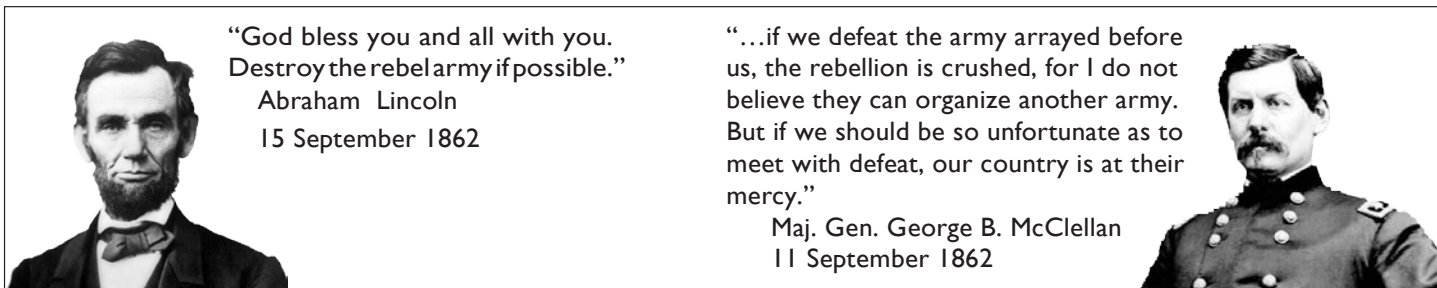 “God bless you and all with you.
Destroy the rebel army if possible.”
Abraham Lincoln
15 September 1862
“…if we defeat the army arrayed before
us, the rebellion is crushed, for I do not
believe they can organize another army.
But if we should be so unfortunate as to
meet with defeat, our country is at their
mercy.”
Maj. Gen. George B. McClellan
11 September 1862